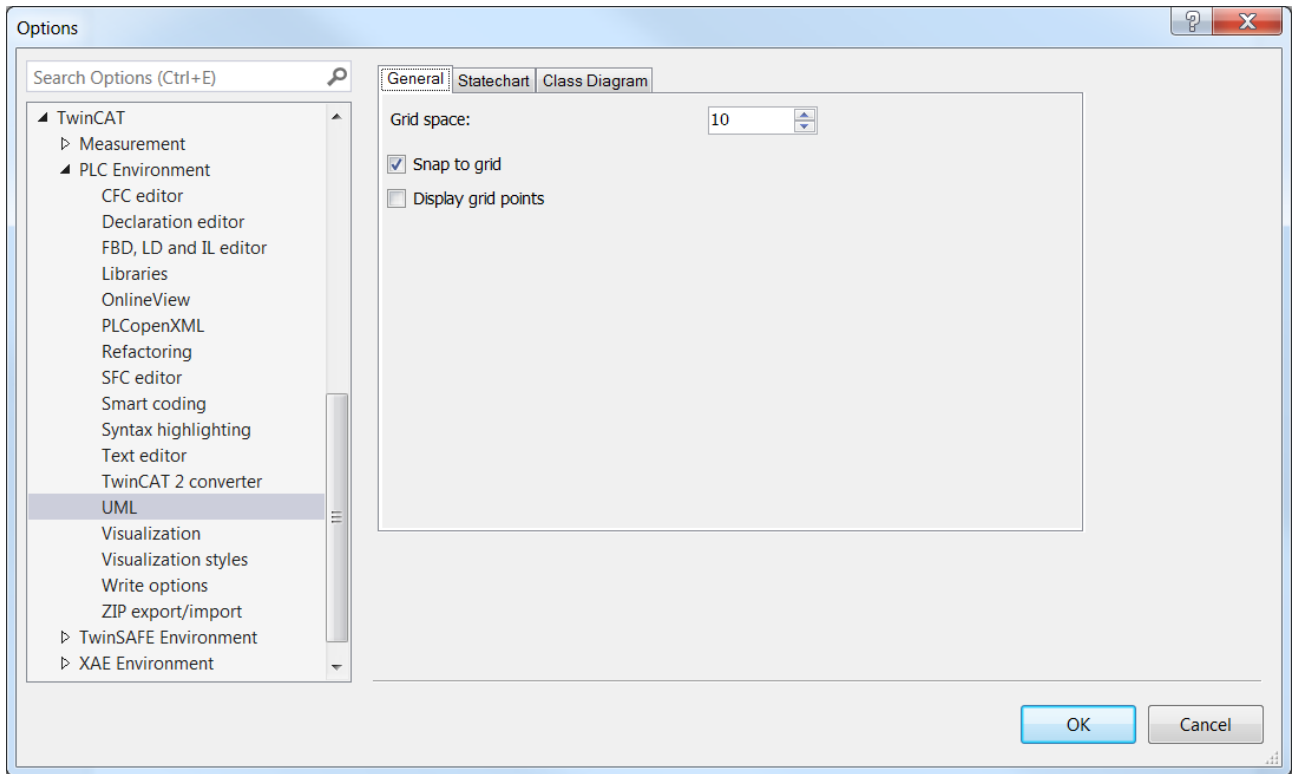 Options
Search Options (Ctrl+E)
TwinCAT
Measurement
PLC Environment
CFC editor
Declaration editor
FBD, LD and IL editor
Libraries
OnlineView
PLCopenXML
Refactoring
SFC editor
Smart coding
Syntax highlighting
Text editor
TwinCAT 2 converter
UML
Visualization
Visualization styles
Write options
ZIP export/import
TwinSAFE Environment
XAE Environment
General Statechart Class Diagram
Grid space: 10
Snap to grid
Display grid points
OK Cancel